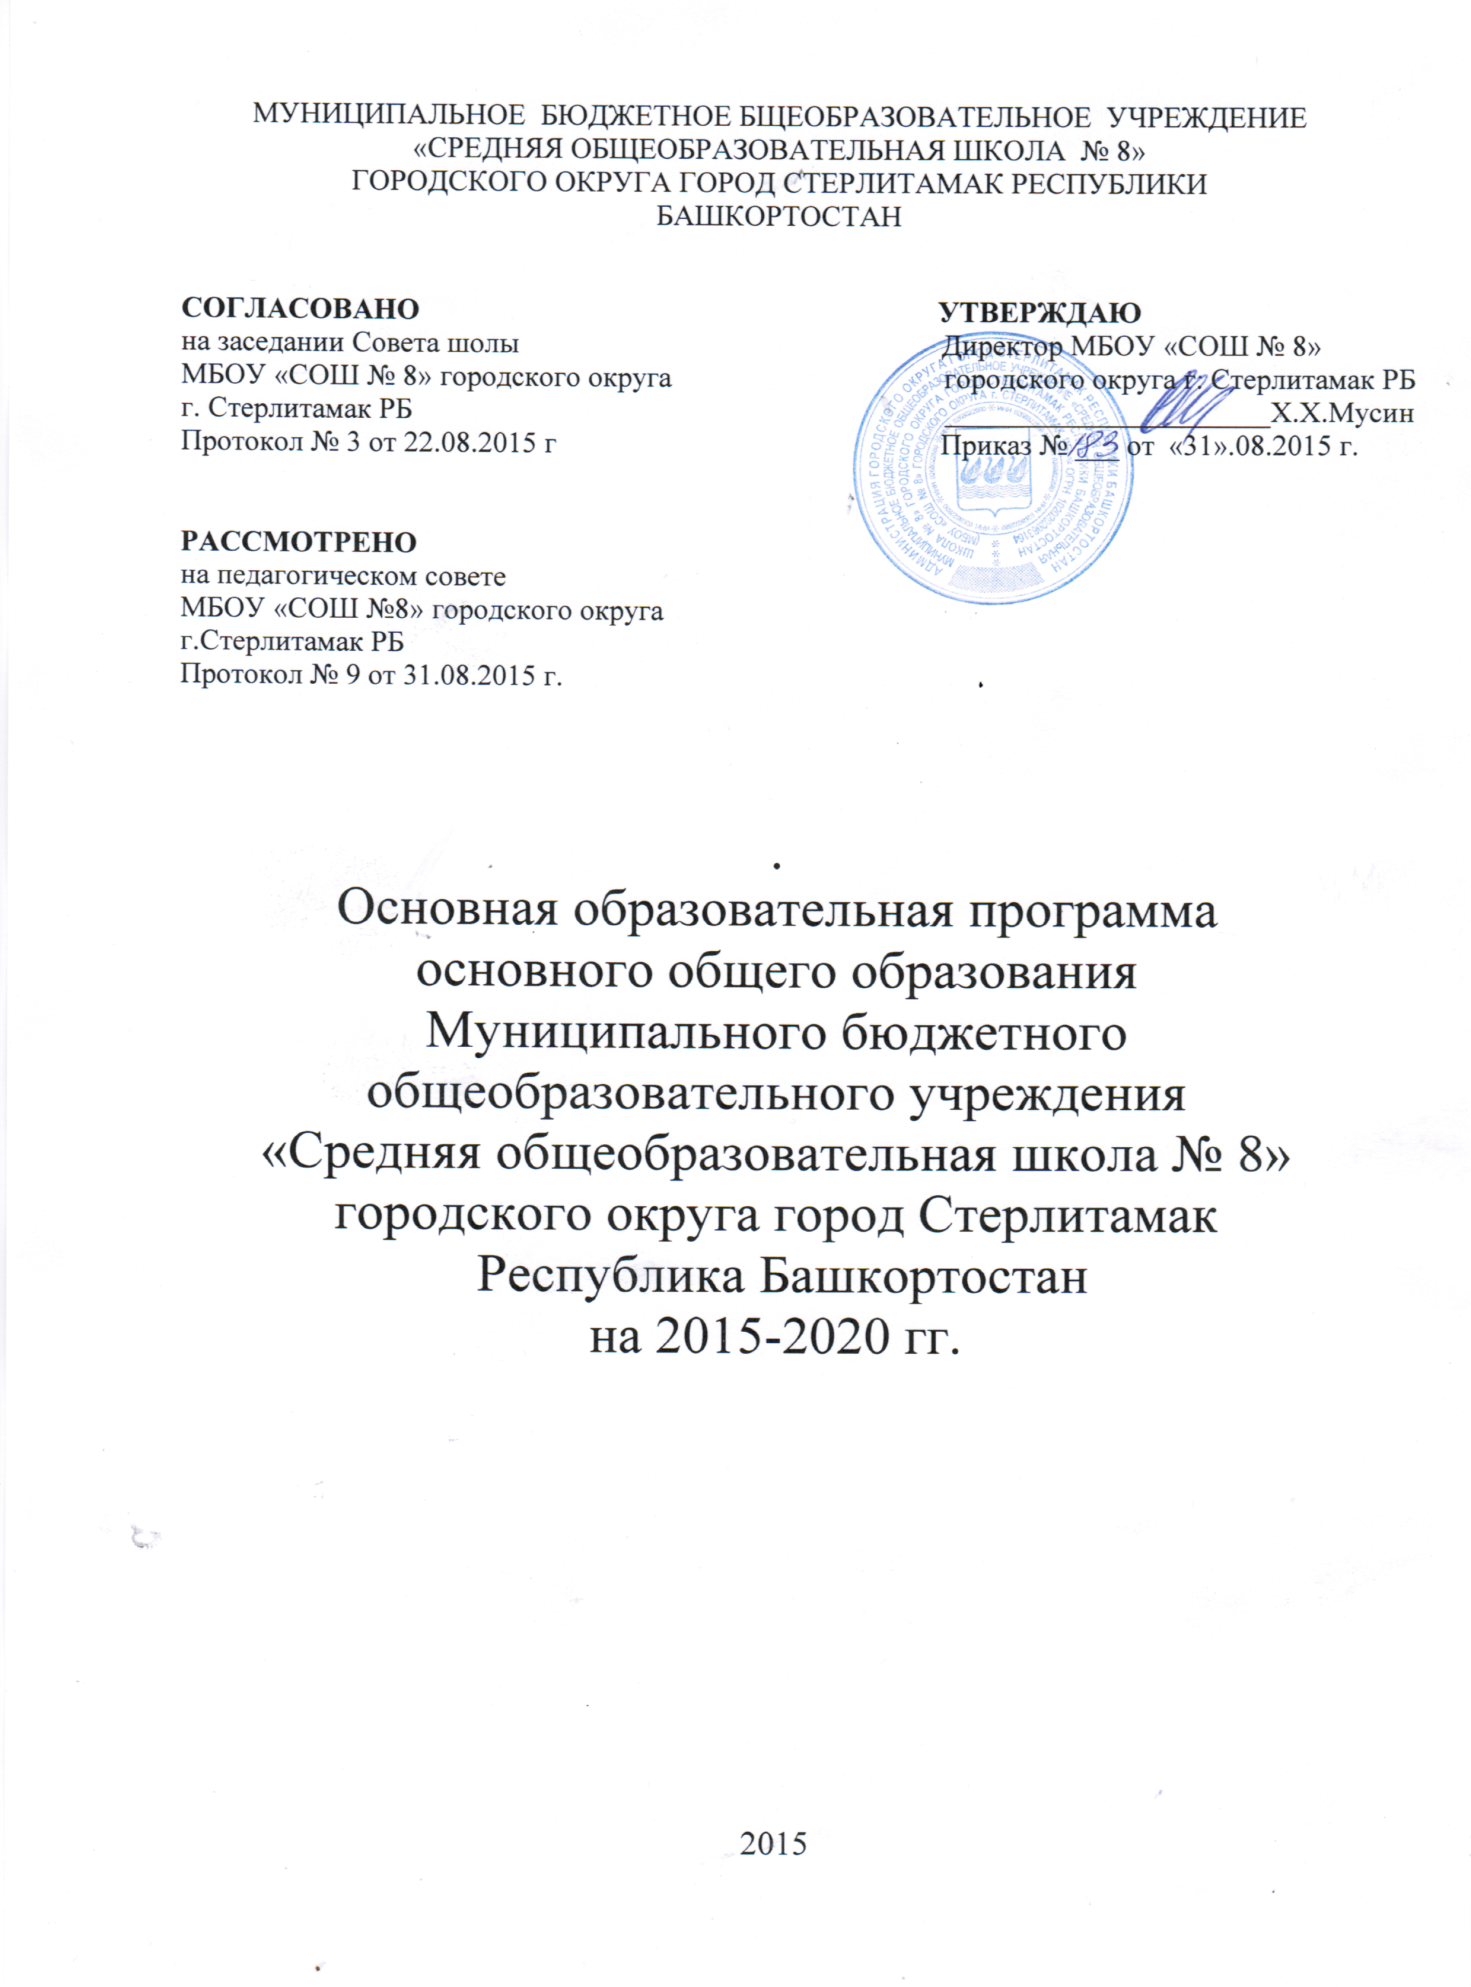 МУНИЦИПАЛЬНОЕ БЮДЖЕТНОЕ БЩЕОБРАЗОВАТЕЛЬНОЕ УЧРЕЖДЕНИЕ
«СРЕДНЯЯ ОБЩЕОБРАЗОВАТЕЛЬНАЯ ШКОЛА № 8»
ГОРОДСКОГО ОКРУГА ГОРОД СТЕРЛИТАМАК РЕСПУБЛИКИ
БАШКОРТОСТАН
СОГЛАСОВАНО
на заседании Совета шолы
МБОУ «СОШ № 8» городского округа
г. Стерлитамак РБ
Протокол № 3 от 22.08.2015 г
УТВЕРЖДАЮ
Директор МБОУ «СОШ № 8»
городского округа г. Стерлитамак РБ
Х.Х.Мусин
Приказ № 183 от «31».08.2015 г.
РАССМОТРЕНО
на педагогическом совете
МБОУ «СОШ №8» городского округа
г.Стерлитамак РБ
Протокол № 9 от 31.08.2015 г.
Основная образовательная программа
основного общего образования
Муниципального бюджетного
общеобразовательного учреждения
«Средняя общеобразовательная школа № 8»
городского округа город Стерлитамак
Республика Башкортостан
на 2015-2020 гг.
2015